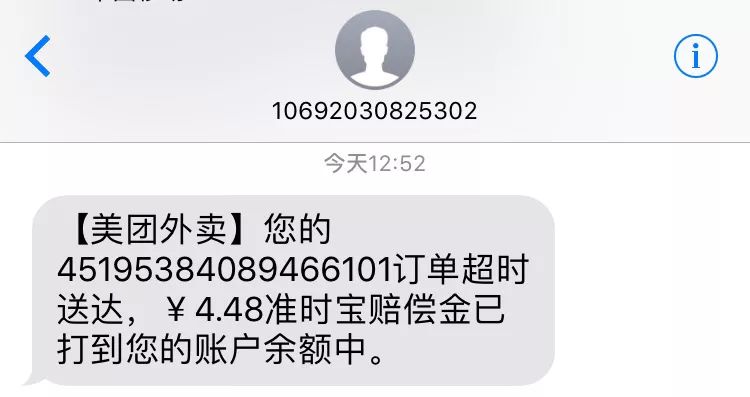 10692030825302
今天12:52
【美团外卖】您的
45195384089466101订单超时
送达，￥4.48准时宝赔偿金已
打到您的账户余额中。